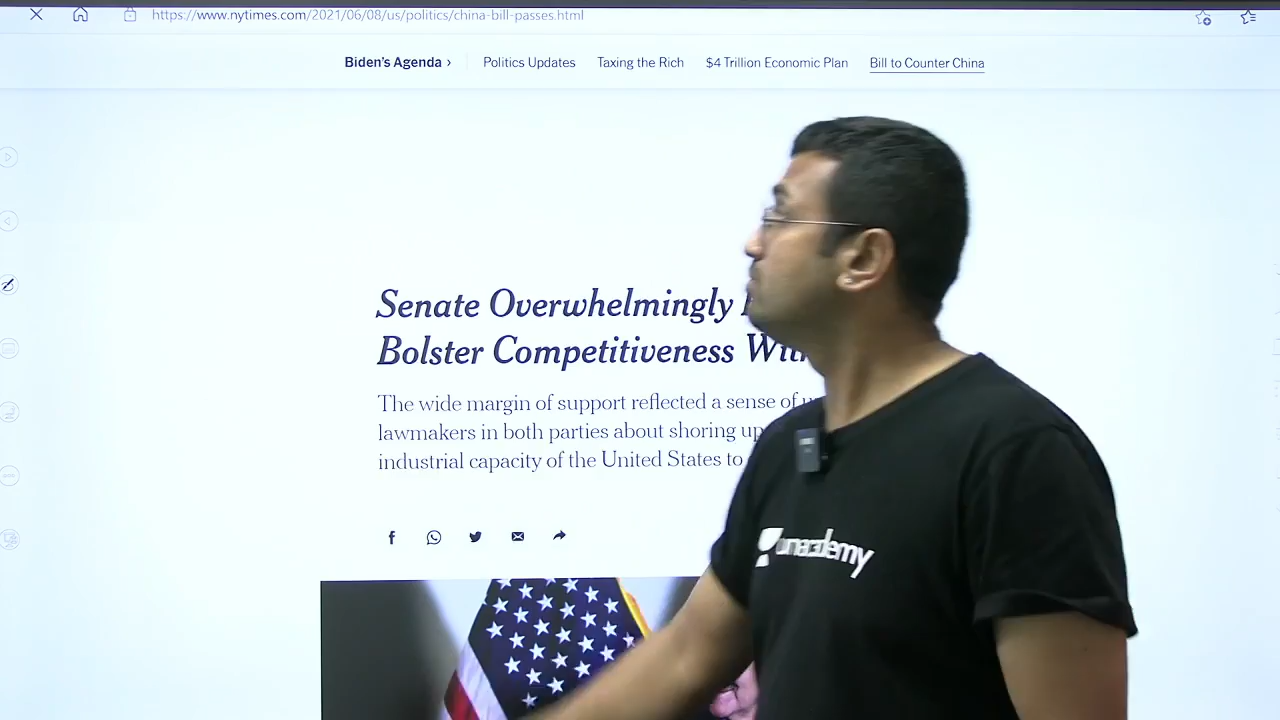 https://www.nytimes.com/2021/06/08/us/politics/china-bill-passes.html
Biden's Agenda › Politics Updates Taxing the Rich $4 Trillion Economic Plan Bill to Counter China
Senate Overwhelmingly
Bolster Competitiveness With
The wide margin of support reflected a sense of
lawmakers in both parties about shoring up
industrial capacity of the United States to
unacademy